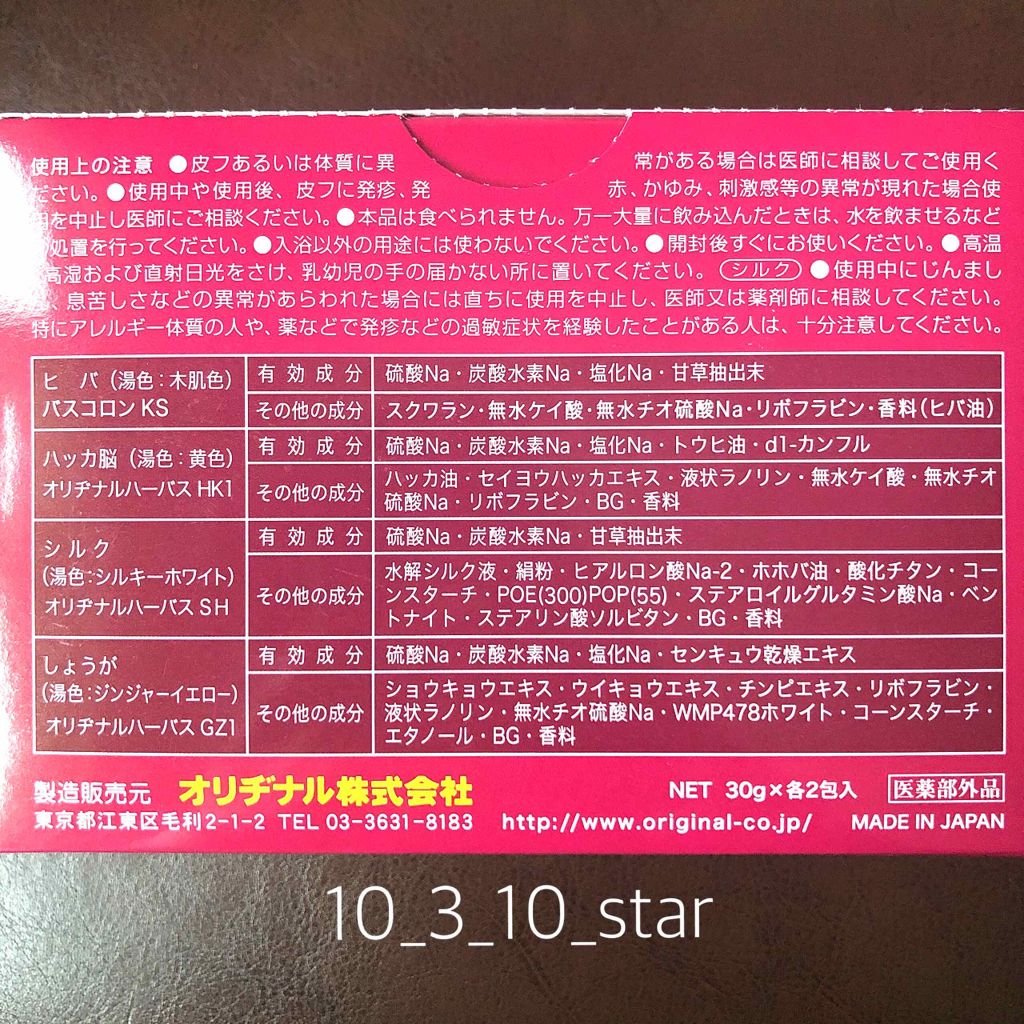 使用上の注意 ●皮フあるいは体質に異 常がある場合は医師に相談してご使用く
ださい。●使用中や使用後、皮フに発疹、発 赤、かゆみ、刺激感等の異常が現れた場合使
用を中止し医師にご相談ください。●本品は食べられません。万一大量に飲み込んだときは、水を飲ませるなど
処置を行ってください。●入浴以外の用途には使わないでください。●開封後すぐにお使いください。●高温
高湿および直射日光をさけ、乳幼児の手の届かない所に置いてください。 シルク ●使用中にじんまし
、息苦しさなどの異常があらわれた場合には直ちに使用を中止し、医師又は薬剤師に相談してください。
特にアレルギー体質の人や、薬などで発疹などの過敏症状を経験したことがある人は、十分注意してください。
ヒ バ(湯色:木肌色)
バスコロン KS
有効成分 硫酸Na・炭酸水素Na・塩化Na・甘草抽出末
その他の成分 スクワラン・無水ケイ酸・無水チオ硫酸Na・リボフラビン・香料(ヒバ油)
ハッカ脳(湯色:黄色)
オリヂナルハーバス HK1
有効成分 硫酸Na・炭酸水素Na・塩化Na・トウヒ油・dl-カンフル
その他の成分 ハッカ油・セイヨウハッカエキス・液状ラノリン・無水ケイ酸・無水チオ
硫酸Na・リボフラビン・BG・香料
シルク
(湯色:シルキーホワイト)
オリヂナルハーバス SH
有効成分 硫酸Na・炭酸水素Na・甘草抽出末
その他の成分 水解シルク液・絹粉・ヒアルロン酸Na-2・ホホバ油・酸化チタン・コー
ンスターチ・POE(300)POP(55)・ステアロイルグルタミン酸Na・ベン
トナイト・ステアリン酸ソルビタン・BG・香料
しょうが
(湯色:ジンジャーイエロー)
オリヂナルハーバス GZ1
有効成分 硫酸Na・炭酸水素Na・塩化Na・センキュウ乾燥エキス
その他の成分 ショウキョウエキス・ウイキョウエキス・チンピエキス・リボフラビン・
液状ラノリン・無水チオ硫酸Na・WMP478ホワイト・コーンスターチ・
エタノール・BG・香料
製造販売元 オリヂナル株式会社 NET 30g×各2包入 医薬部外品
東京都江東区毛利2-1-2 TEL 03-3631-8183 http://www.original-co.jp/ MADE IN JAPAN
10_3_10_star